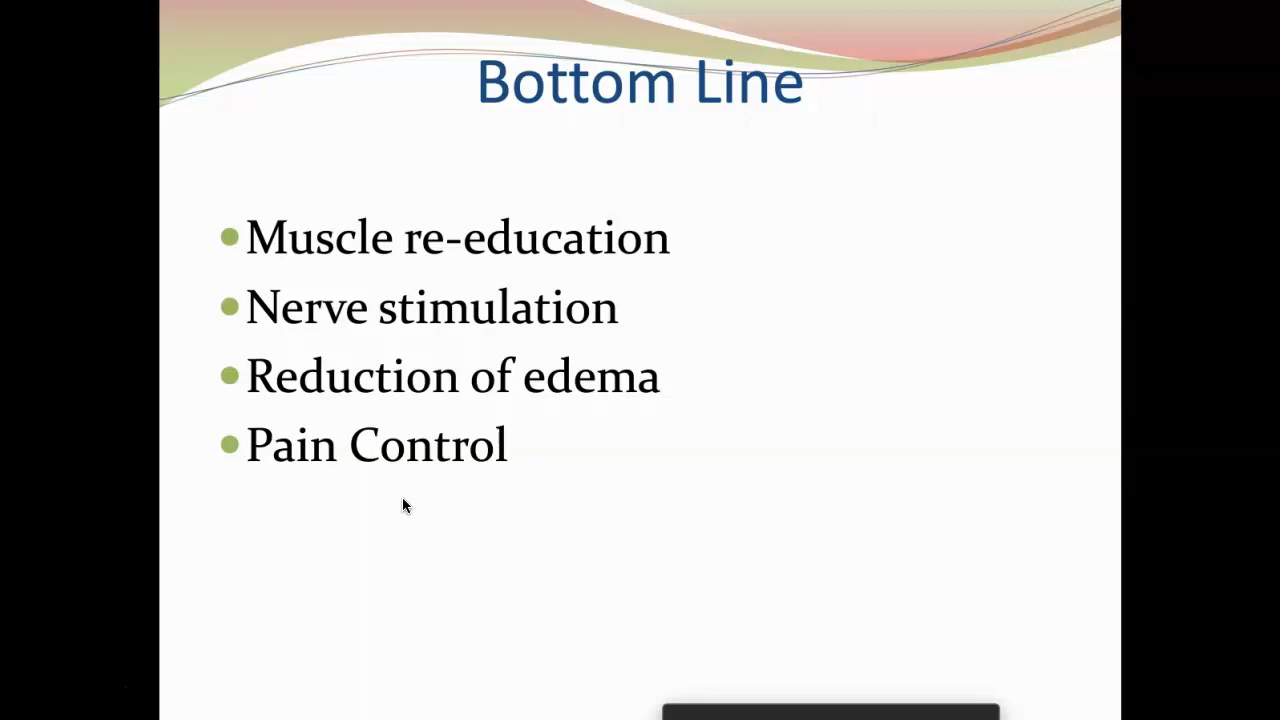 Bottom Line
Muscle re-education
Nerve stimulation
Reduction of edema
Pain Control